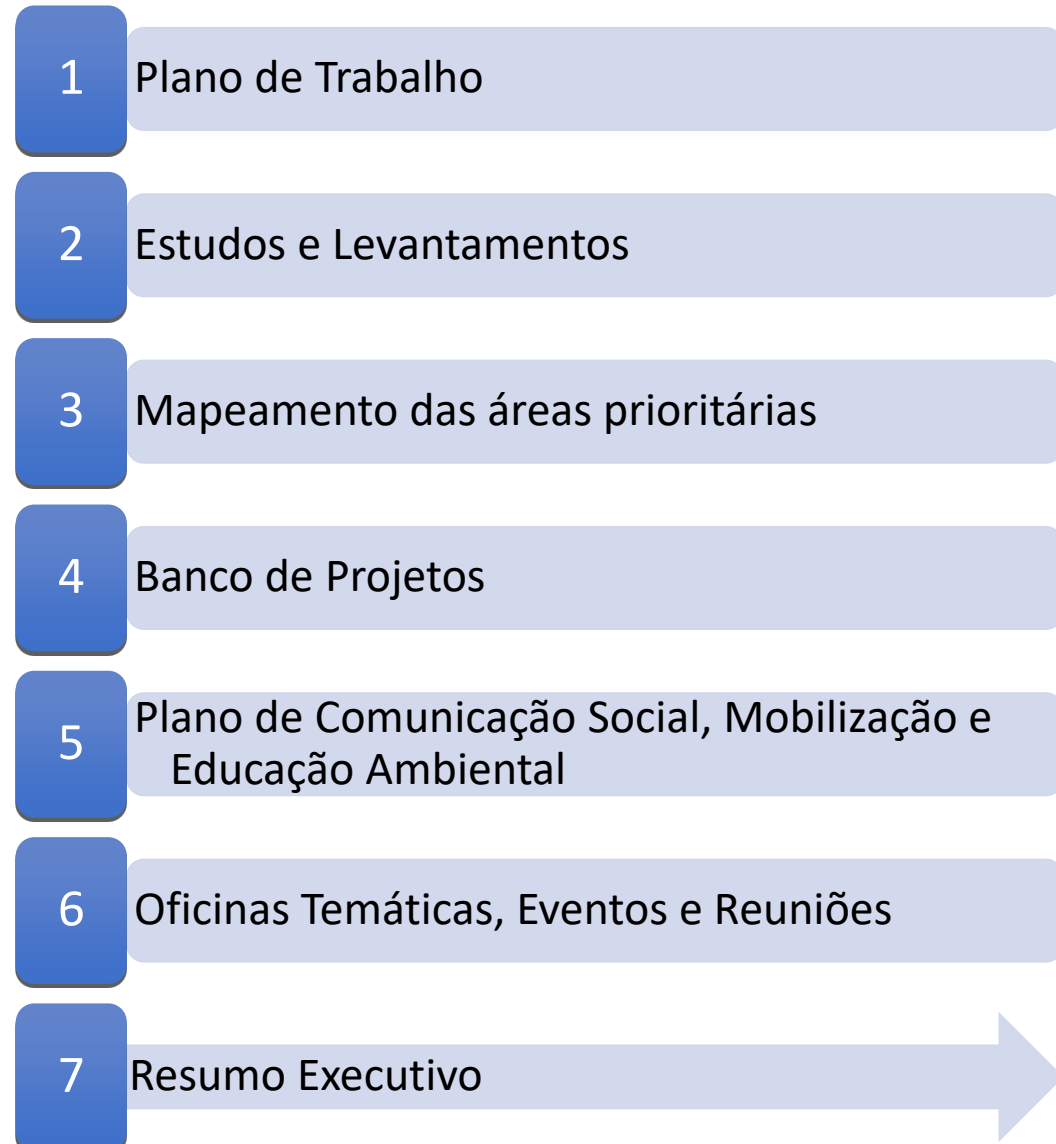 1 Plano de Trabalho
2 Estudos e Levantamentos
3 Mapeamento das áreas prioritárias
4 Banco de Projetos
5 Plano de Comunicação Social, Mobilização e
Educação Ambiental
6 Oficinas Temáticas, Eventos e Reuniões
7 Resumo Executivo